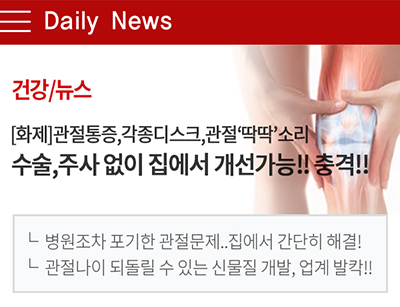 Daily News
건강/뉴스
[화제]관절통증,각종디스크,관절‘딱딱’소리
수술,주사 없이 집에서 개선가능!! 충격!!
└ 병원조차 포기한 관절문제..집에서 간단히 해결!
└ 관절나이 되돌릴 수 있는 신물질 개발, 업계 발칵!!